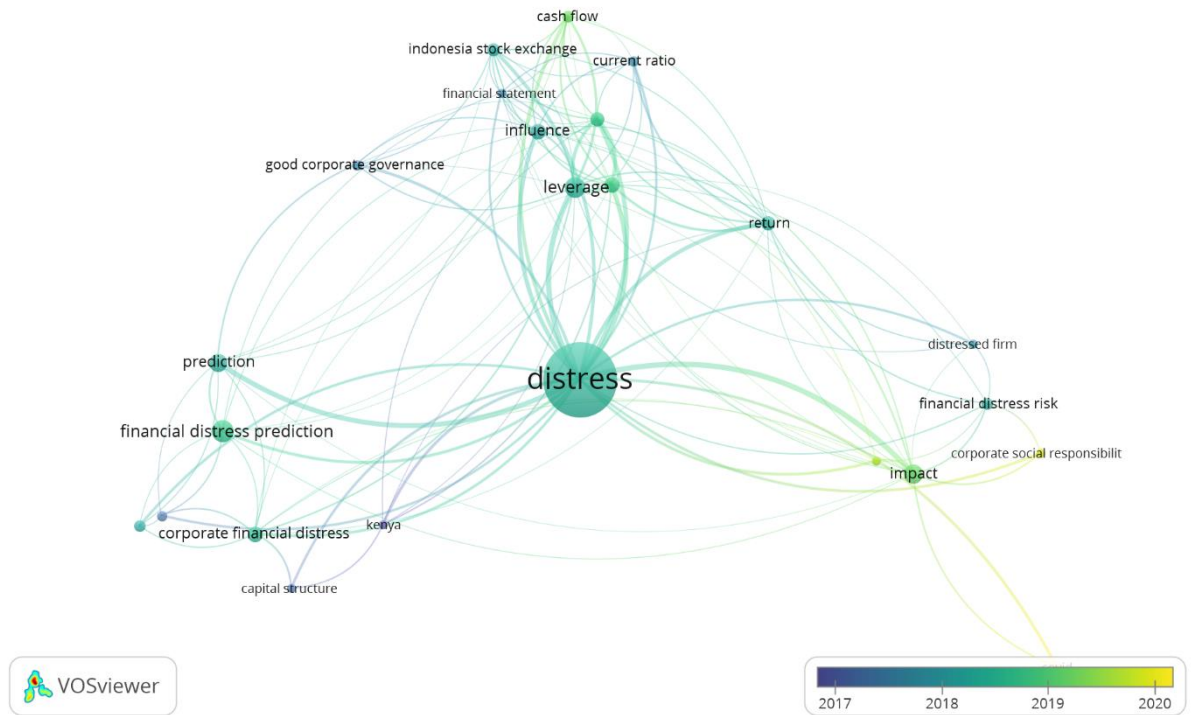 cash flow
indonesia stock exchange
current ratio
financial statement
influence
good corporate governance
leverage
return
distressed firm
prediction
distress
financial distress risk
financial distress prediction
corporate social responsibilit
impact
kenya
corporate financial distress
capital structure
VOSviewer
2017 2018 2019 2020